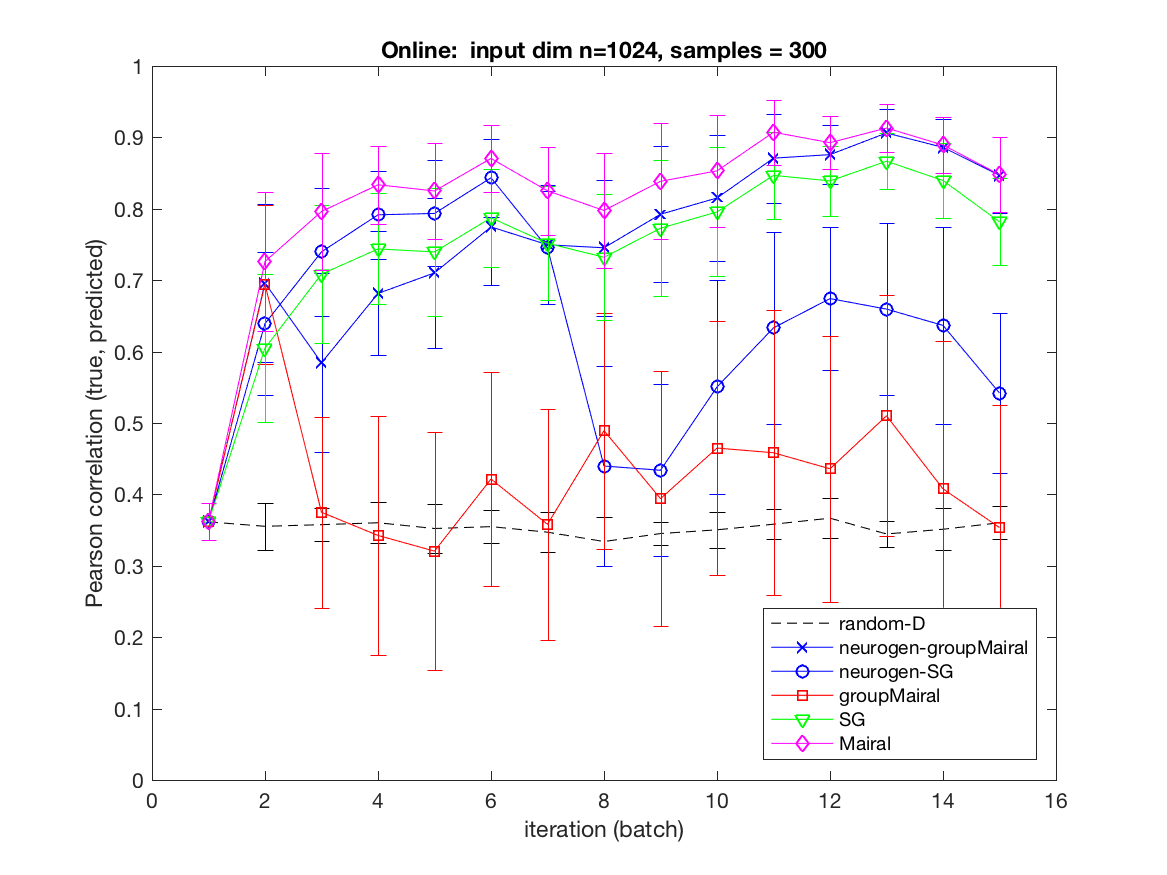 Online:  input dim n=1024, samples = 300
Pearson correlation (true, predicted)
1
0.9
0.8
0.7
0.6
0.5
0.4
0.3
0.2
0.1
0
0 2 4 6 8 10 12 14 16
iteration (batch)
random-D
neurogen-groupMairal
neurogen-SG
groupMairal
SG
Mairal